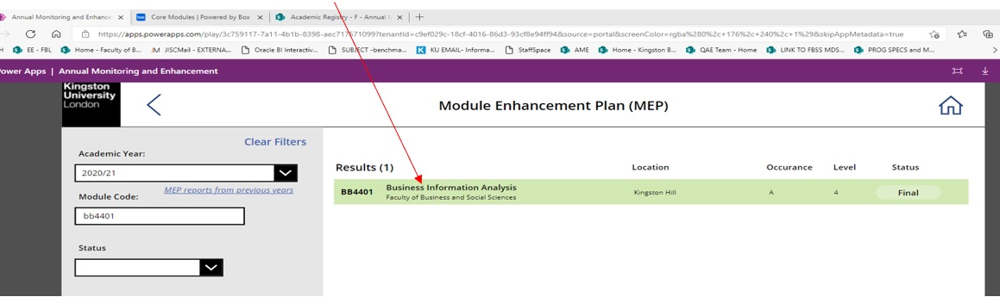 Annual Monitoring and Enhance
Core Modules | Powered by Box
Academic Registry - F - Annual
https://apps.powerapps.com/play/3c759117-7a11-4b1b-8398-aec717571099?tenantId=c9ef029c-18cf-4016-86d3-93cf8e94ff94&source=portal&screenColor=rgba%280%2c+176%2c+240%2c+1%29&skipAppMetadata=true
H EE - FBL Home - Faculty of B... JISCMail - EXTERNA... Oracle BI Interactiv... SUBJECT -benchma... KU EMAIL- Informa... StaffSpace AME Home - Kingston B... QAE Team - Home LINK TO FBSS MDS... PROG SPECS and M...
ower Apps | Annual Monitoring and Enhancement
Kingston
University
London
Module Enhancement Plan (MEP)
Clear Filters
Academic Year:
2020/21
MEP reports from previous years
Module Code:
bb4401
Status
Results (1) Location Occurance Level Status
BB4401 Business Information Analysis Kingston Hill A 4 Final
Faculty of Business and Social Sciences